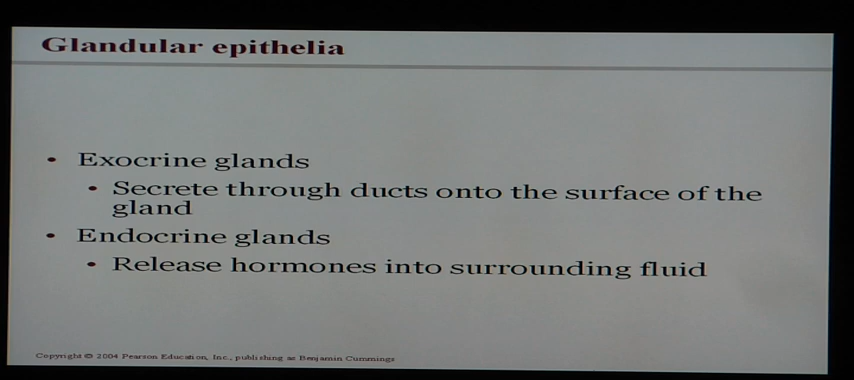 Glandular epithelia
• Exocrine glands
• Secrete through ducts onto the surface of the
gland
• Endocrine glands
• Release hormones into surrounding fluid
Copyright © 2004 Pearson Education, Inc., publishing as Benjamin Cummings